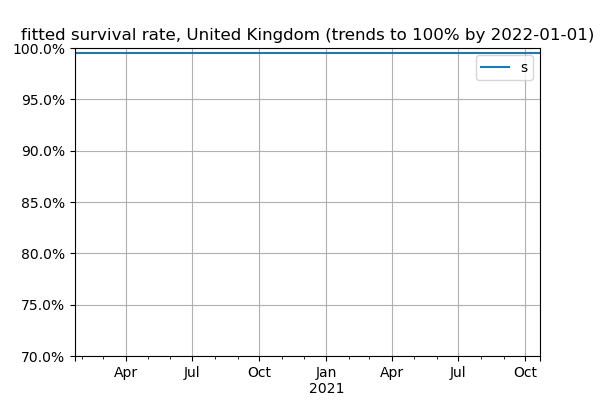 fitted survival rate, United Kingdom (trends to 100% by 2022-01-01)
100.0%
s
95.0%
90.0%
85.0%
80.0%
75.0%
70.0%
Apr Jul Oct Jan Apr Jul Oct
2021